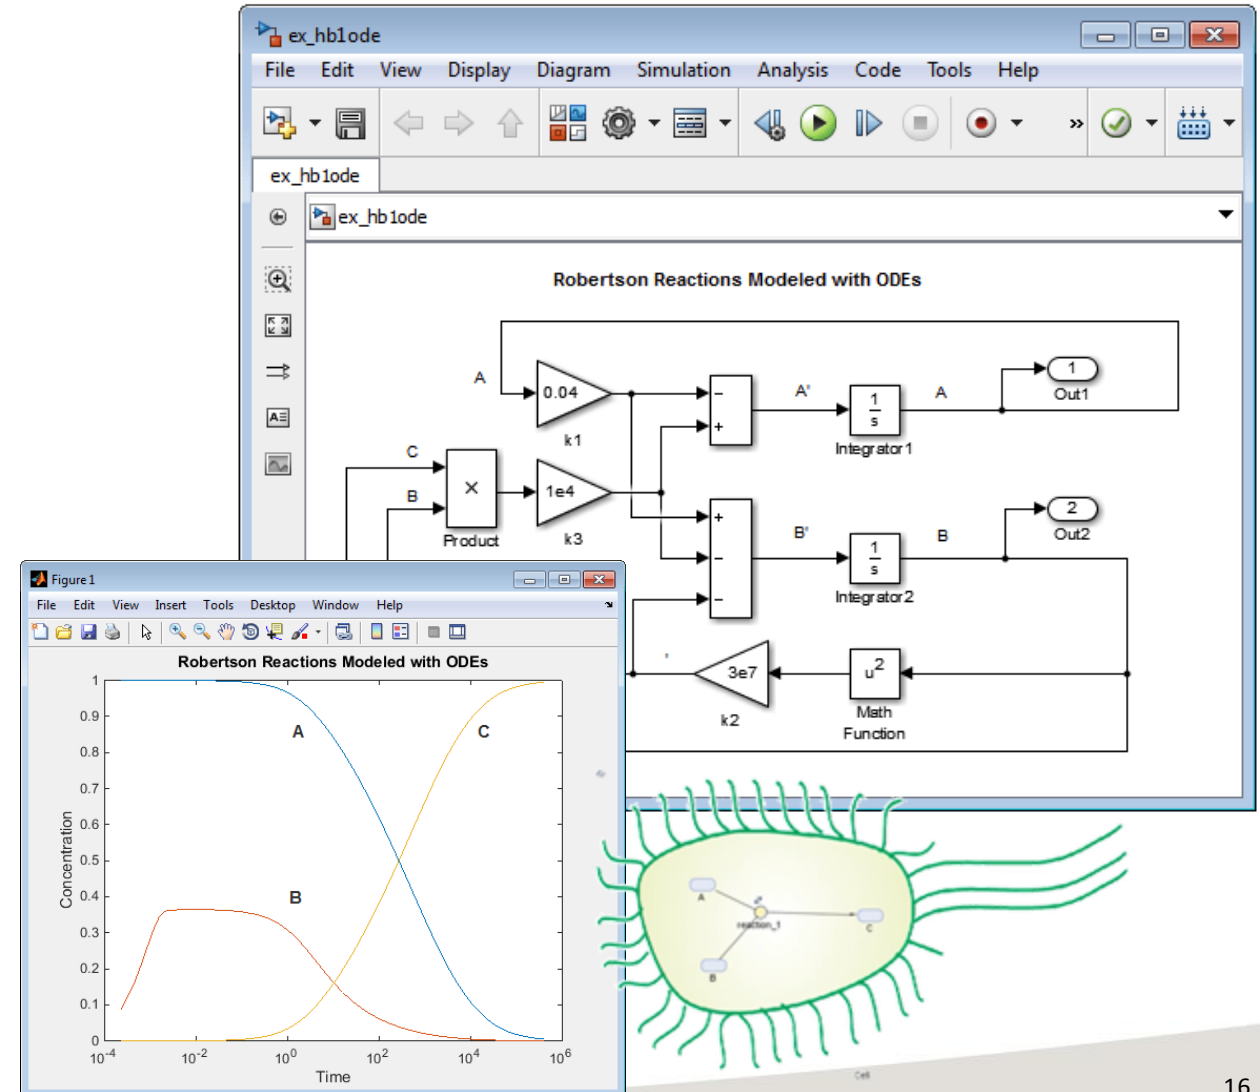 ex_hb1ode
File Edit View Display Diagram Simulation Analysis Code Tools Help
»
ex_hb1ode
ex_hb1ode
Robertson Reactions Modeled with ODEs
A
0.04
k1
−
+
A'
1
s
Integrator1
A
1
Out1
C
B
×
Product
1e4
k3
+
−
−
B'
1
s
Integrator2
B
2
Out2
'
3e7
k2
u2
Math
Function
Figure 1
File Edit View Insert Tools Desktop Window Help
Robertson Reactions Modeled with ODEs
1
0.9
0.8
0.7
0.6
0.5
0.4
0.3
0.2
0.1
0
Concentration
A
C
B
10-4 10-2 100 102 104 106
Time
A
reaction_1
C
B
Cell
16